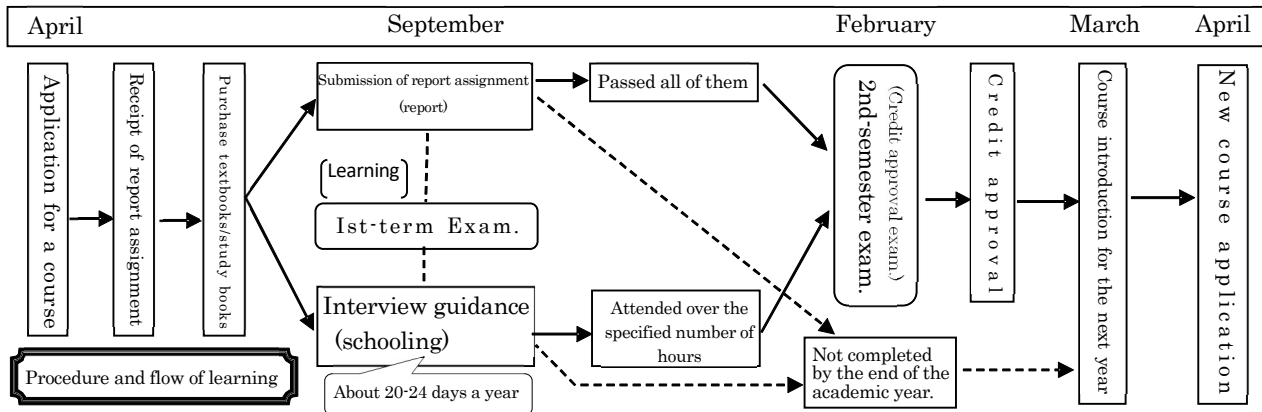 April
September
February
March
April
Application for a course
Receipt of report assignment
Purchase textbooks/study books
Submission of report assignment
(report)
Passed all of them
[Learning]
Ist-term Exam.
Interview guidance
(schooling)
About 20-24 days a year
Attended over the
specified number of
hours
2nd-semester exam.
(Credit approval exam.)
Not completed
by the end of the
academic year.
Credit approval
Course introduction for the next year
New course application
Procedure and flow of learning